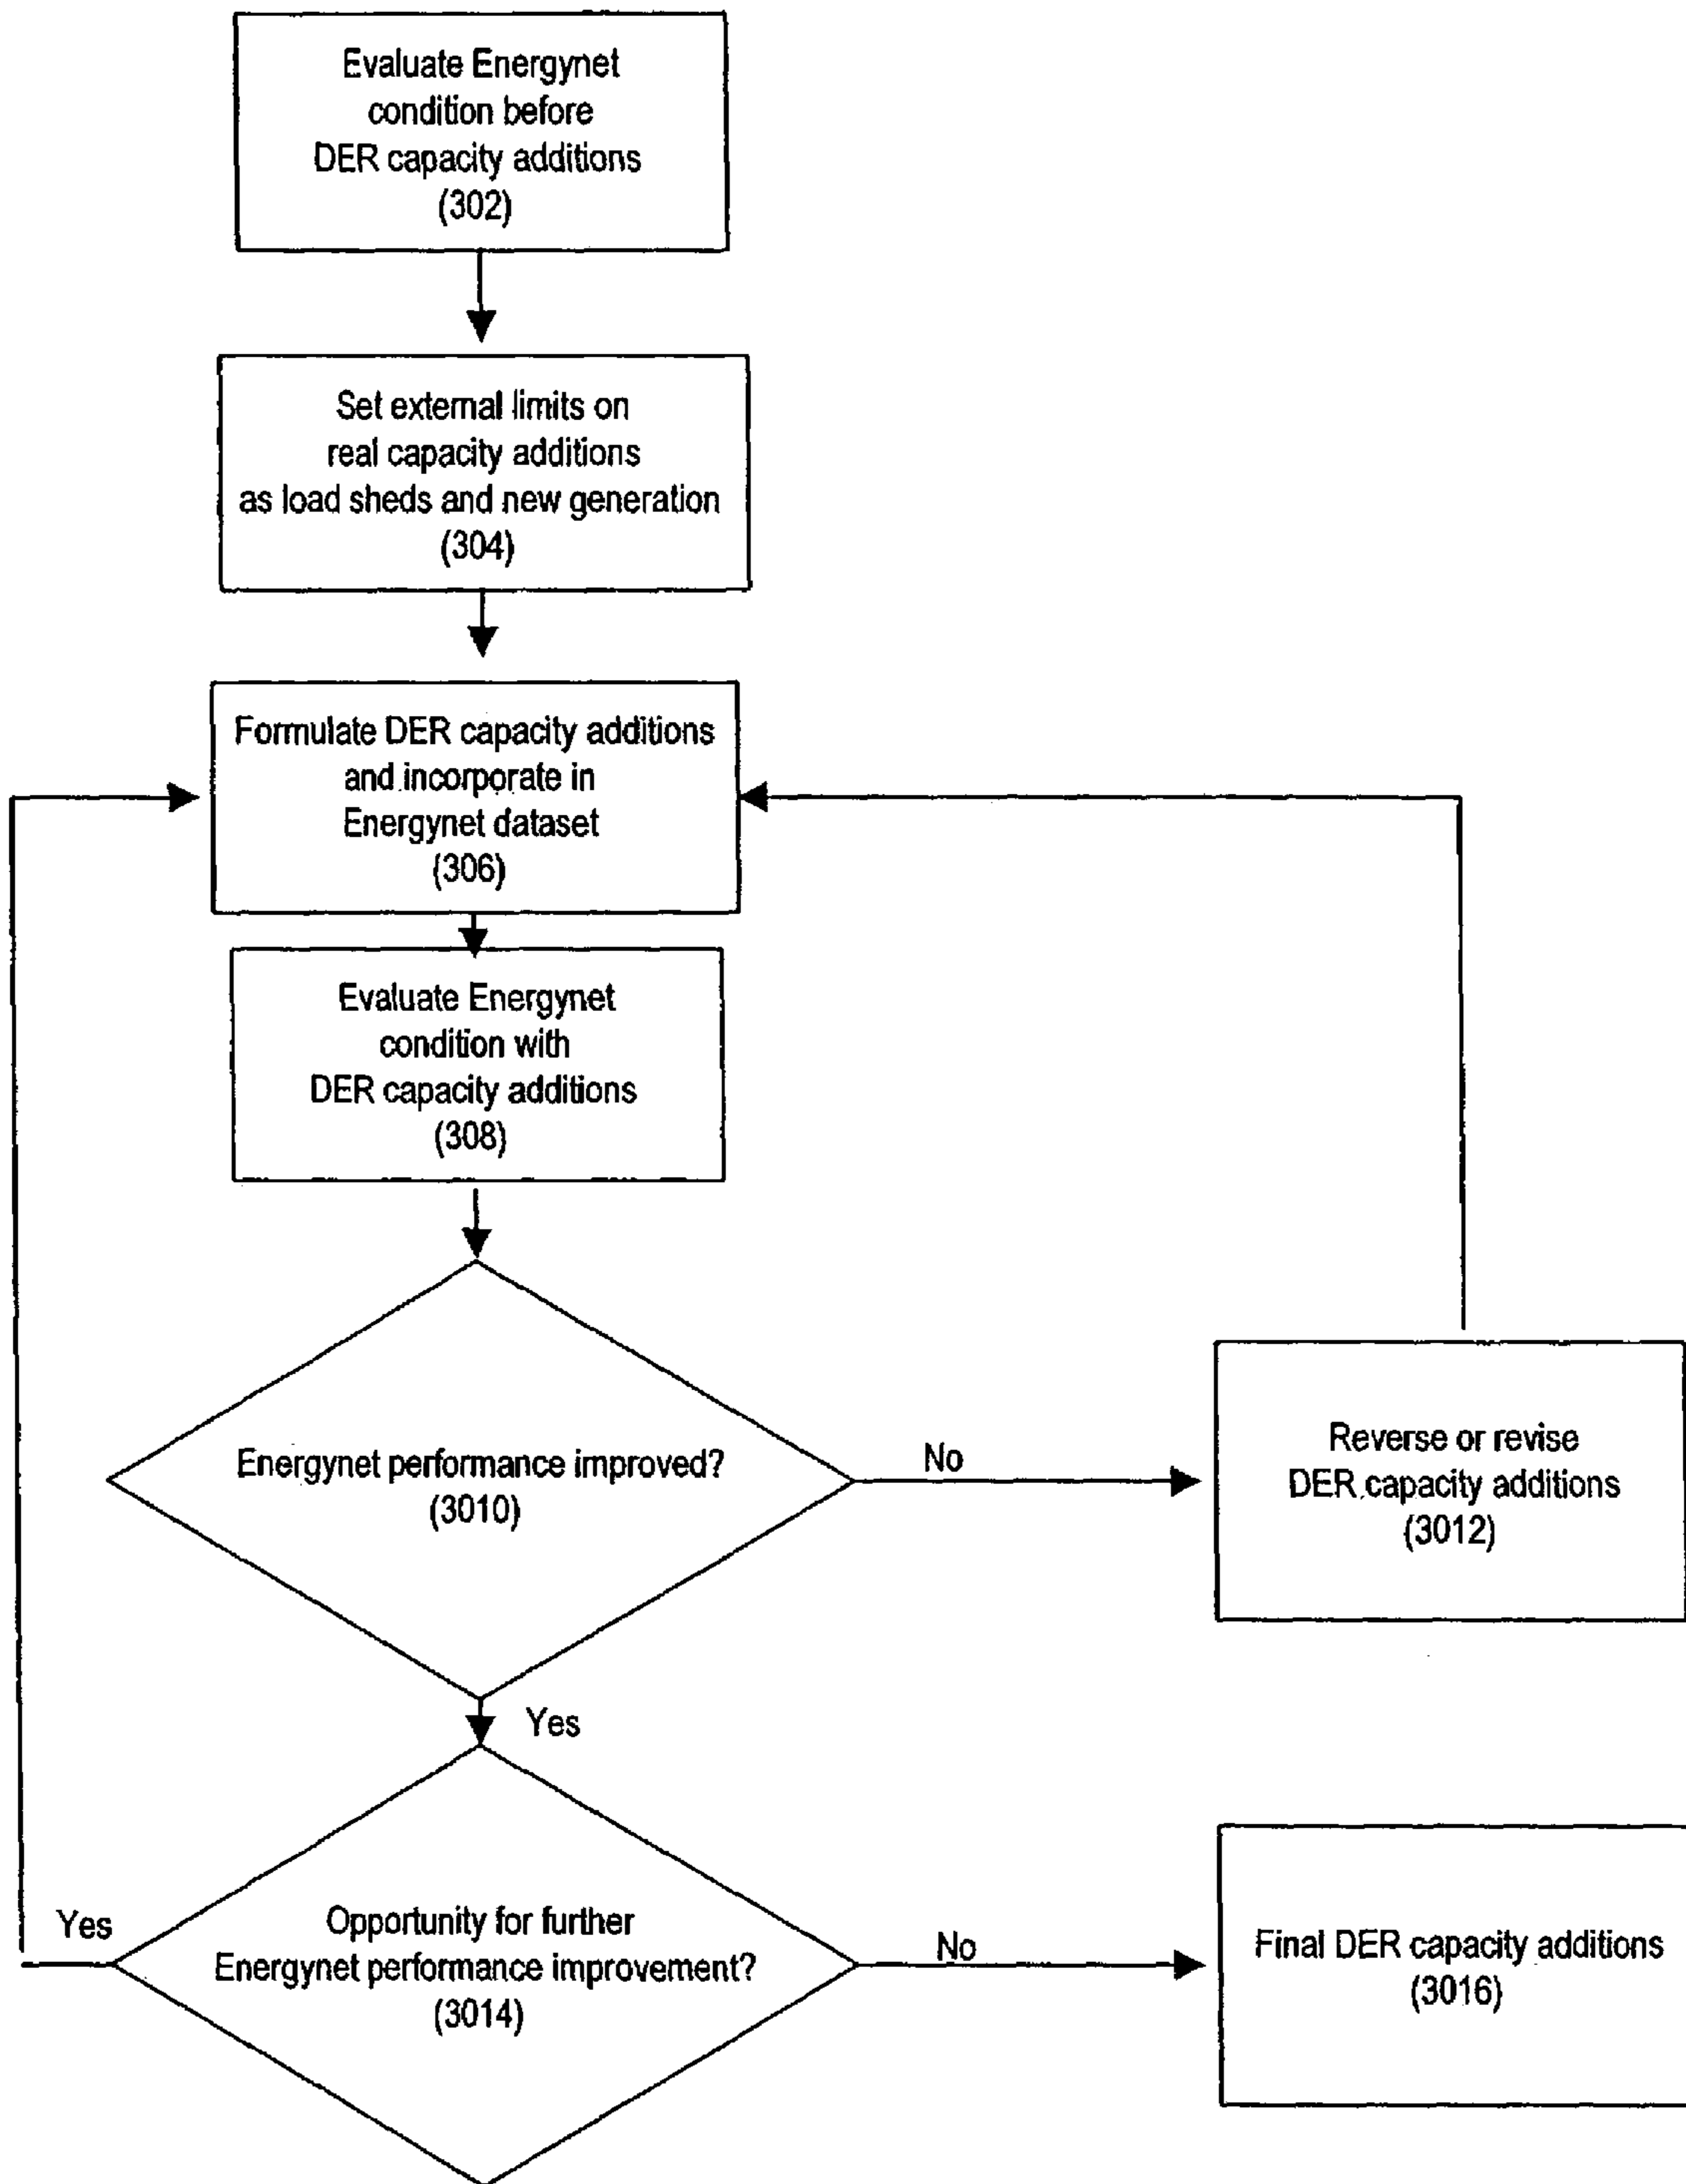 Evaluate Energynet
condition before
DER capacity additions
(302)
Set external limits on
real capacity additions
as load sheds and new generation
(304)
Formulate DER capacity additions
and incorporate in
Energynet dataset
(306)
Evaluate Energynet
condition with
DER capacity additions
(308)
Energynet performance improved?
(3010)
No
Reverse or revise
DER capacity additions
(3012)
Yes
Opportunity for further
Energynet performance improvement?
(3014)
Yes
No
Final DER capacity additions
(3016)